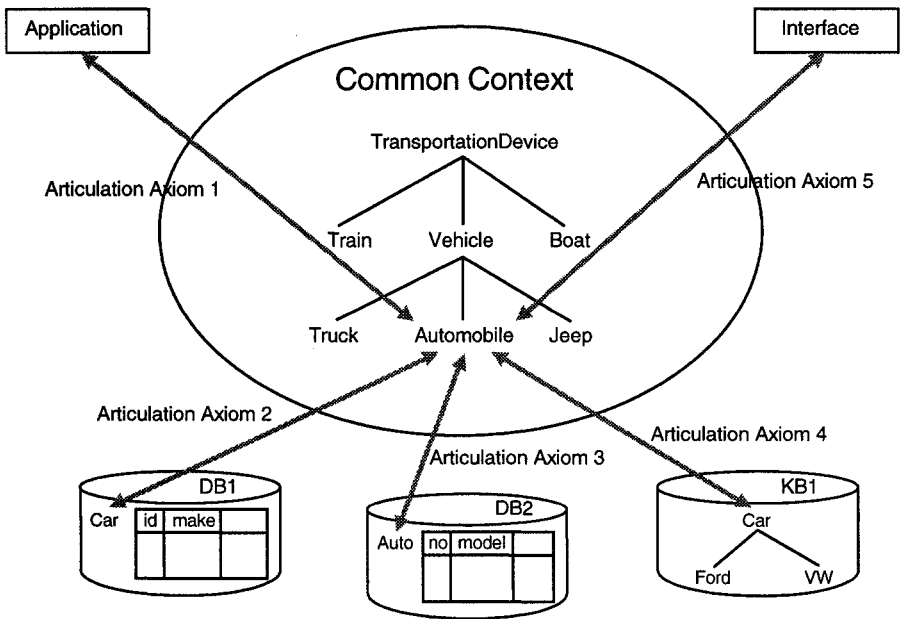 Application
Interface
Common Context
TransportationDevice
Articulation Axiom 1
Articulation Axiom 5
Train
Vehicle
Boat
Truck
Automobile
Jeep
Articulation Axiom 2
Articulation Axiom 3
Articulation Axiom 4
DB1
Car
id
make
DB2
Auto
no
model
KB1
Car
Ford
VW